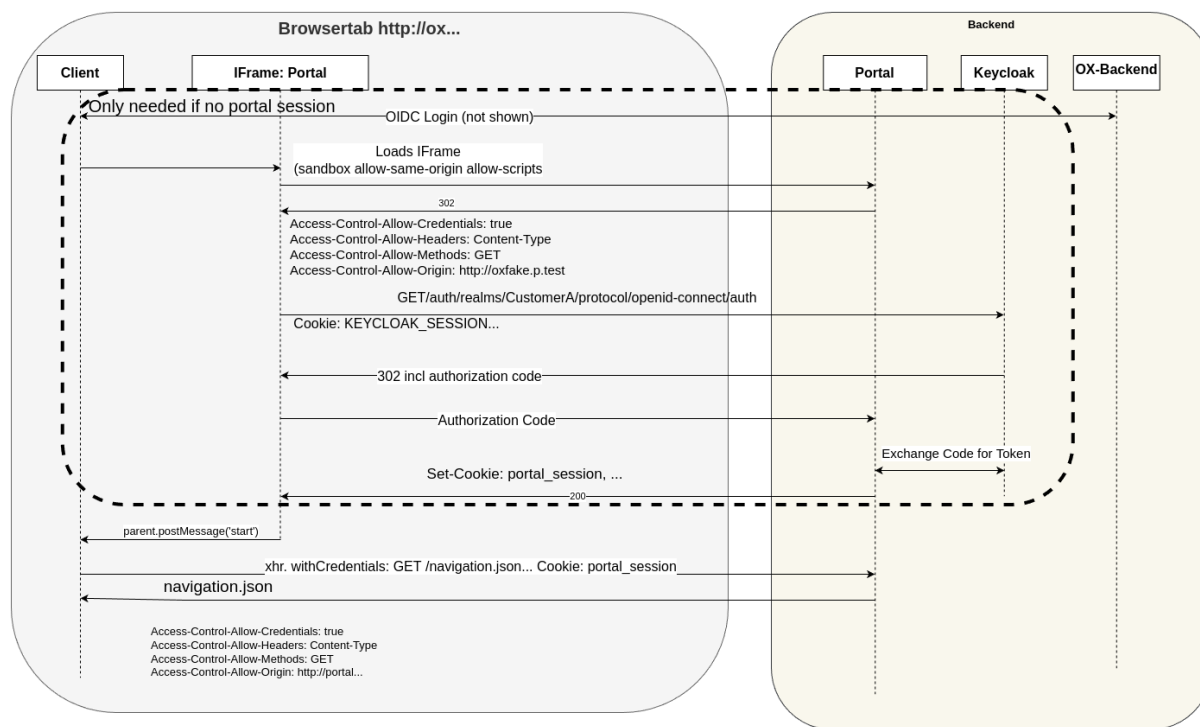 Browsertab http://ox...
Backend
Client
IFrame: Portal
Portal
Keycloak
OX-Backend
Only needed if no portal session
OIDC Login (not shown)
Loads IFrame
(sandbox allow-same-origin allow-scripts
302
Access-Control-Allow-Credentials: true
Access-Control-Allow-Headers: Content-Type
Access-Control-Allow-Methods: GET
Access-Control-Allow-Origin: http://oxfake.p.test
GET/auth/realms/CustomerA/protocol/openid-connect/auth
Cookie: KEYCLOAK_SESSION...
302 incl authorization code
Authorization Code
Exchange Code for Token
Set-Cookie: portal_session, ...
200
parent.postMessage('start')
xhr. withCredentials: GET /navigation.json... Cookie: portal_session
navigation.json
Access-Control-Allow-Credentials: true
Access-Control-Allow-Headers: Content-Type
Access-Control-Allow-Methods: GET
Access-Control-Allow-Origin: http://portal...